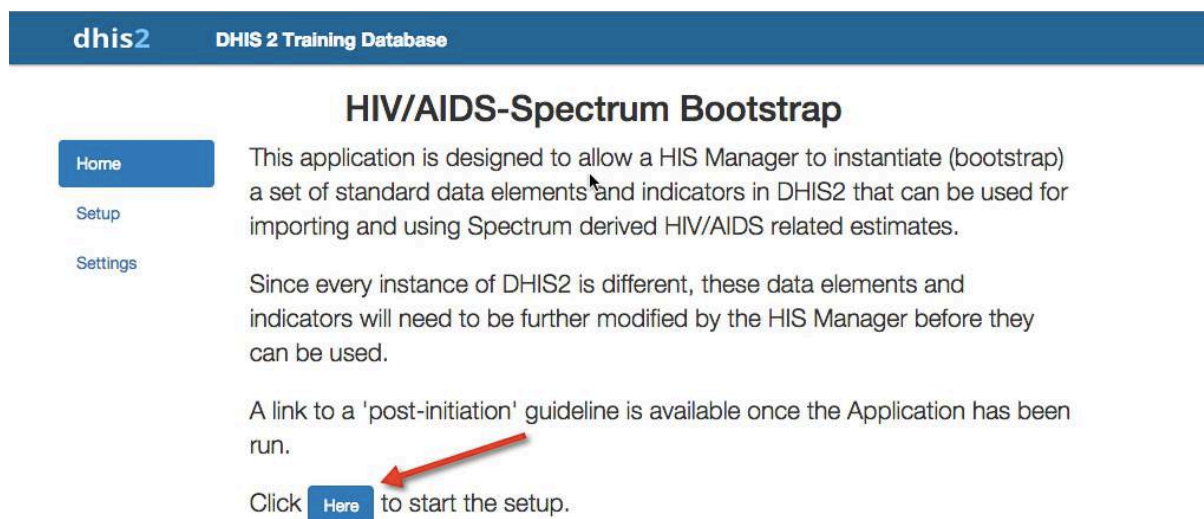 dhis2 DHIS 2 Training Database
HIV/AIDS-Spectrum Bootstrap
Home
Setup
Settings
This application is designed to allow a HIS Manager to instantiate (bootstrap)
a set of standard data elements and indicators in DHIS2 that can be used for
importing and using Spectrum derived HIV/AIDS related estimates.
Since every instance of DHIS2 is different, these data elements and
indicators will need to be further modified by the HIS Manager before they
can be used.
A link to a 'post-initiation' guideline is available once the Application has been
run.
Click Here to start the setup.